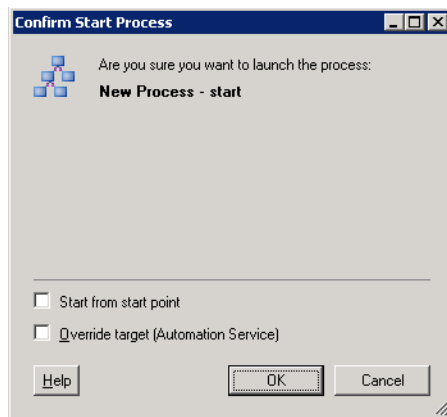 Confirm Start Process
Are you sure you want to launch the process:
New Process - start
Start from start point
Override target (Automation Service)
Help
OK
Cancel